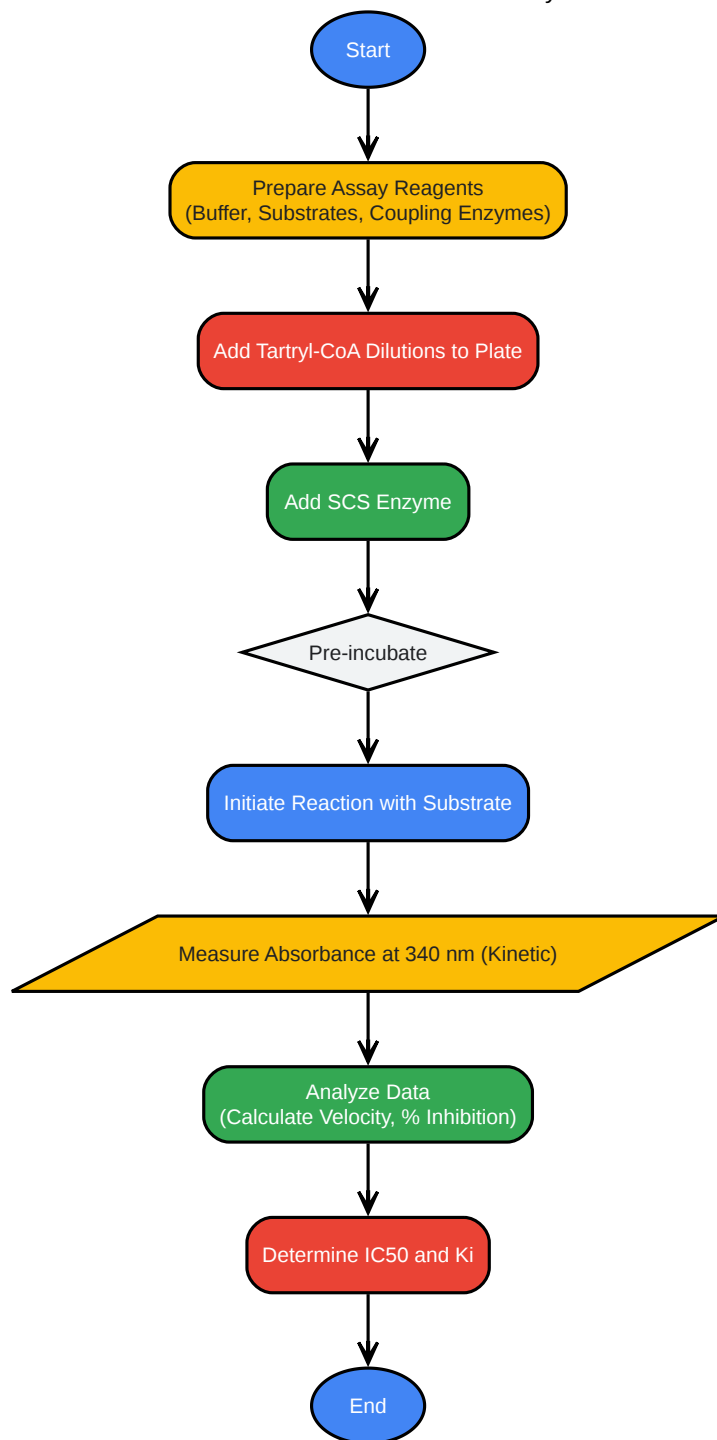 Start
Prepare Assay Reagents
(Buffer, Substrates, Coupling Enzymes)
Add Tartryl-CoA Dilutions to Plate
Add SCS Enzyme
Pre-incubate
Initiate Reaction with Substrate
Measure Absorbance at 340 nm (Kinetic)
Analyze Data
(Calculate Velocity, % Inhibition)
Determine IC50 and Ki
End